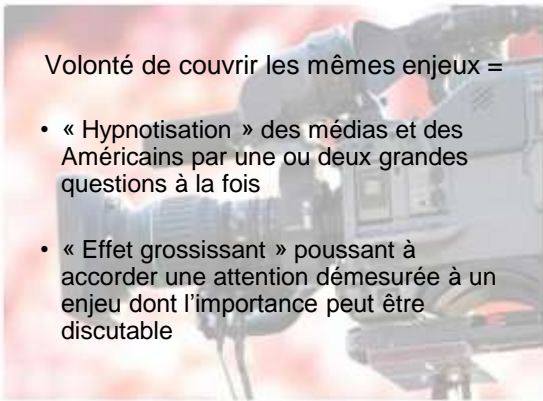 Volonté de couvrir les mêmes enjeux =
• « Hypnotisation » des médias et des
Américains par une ou deux grandes
questions à la fois
• « Effet grossissant » poussant à
accorder une attention démesurée à un
enjeu dont l'importance peut être
discutable